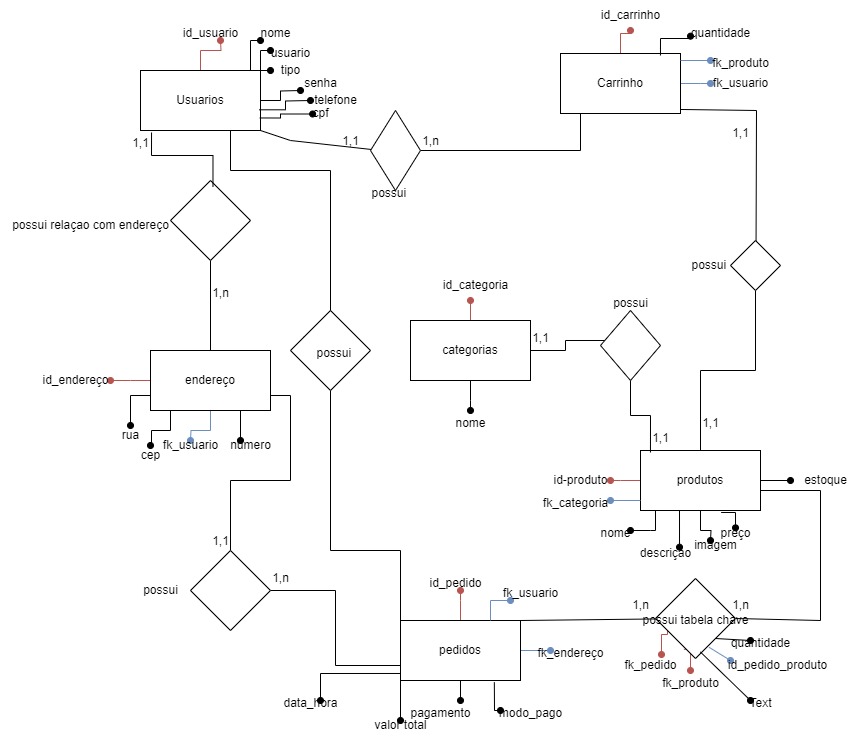 id_carrinho
id_usuario
nome
quantidade
usuario
tipo
fk_produto
senha
Carrinho
fk_usuario
Usuarios
telefone
cpf
1,1
1,1
1,n
1,1
possui
possui relaçao com endereço
possui
id_categoria
1,n
possui
1,1
possui
categorias
id_endereço
endereço
nome
1,1
rua
1,1
fk_usuario
numero
cep
id-produto
produtos
estoque
fk_categoria
nome
preço
imagem
descrição
1,1
1,n
possui
id_pedido
fk_usuario
1,n
1,n
possui tabela chave
pedidos
fk_endereço
quantidade
fk_pedido
id_pedido_produto
fk_produto
data_hora
Text
pagamento
modo_pago
valor total